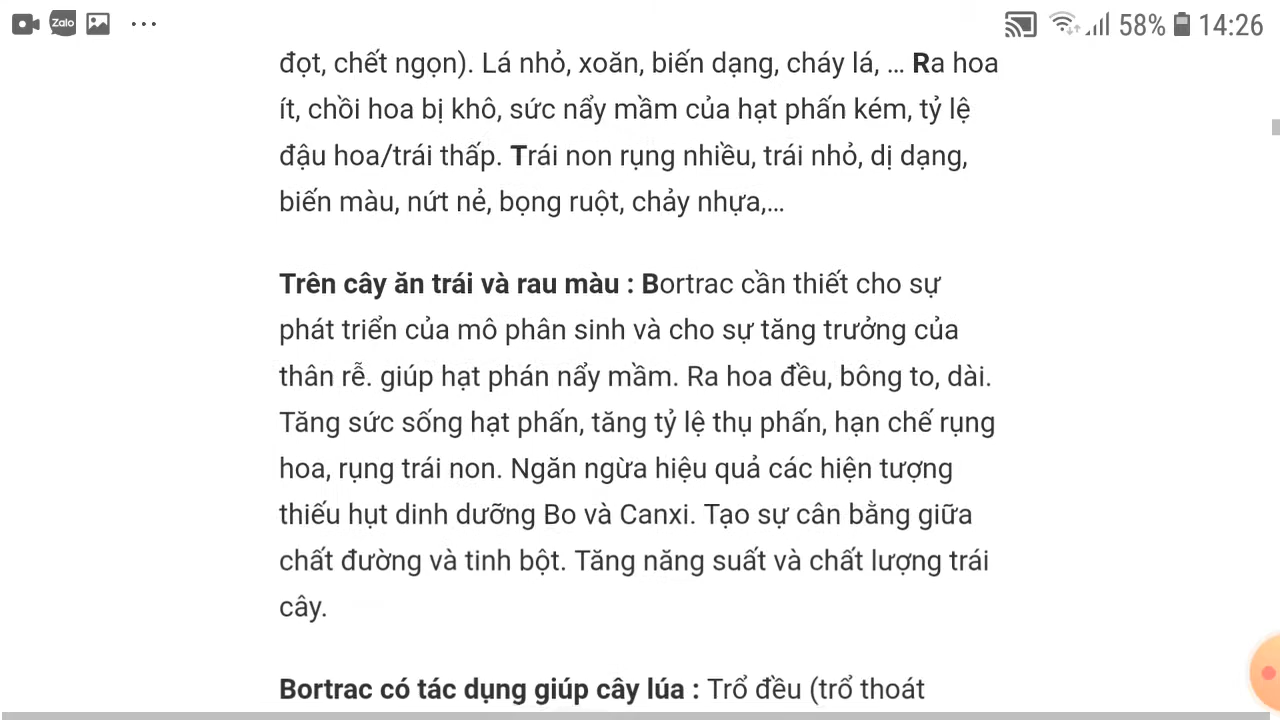 Zalo
58% 14:26
đọt, chết ngọn). Lá nhỏ, xoăn, biến dạng, cháy lá, ... Ra hoa
ít, chồi hoa bị khô, sức nẩy mầm của hạt phấn kém, tỷ lệ
đậu hoa/trái thấp. Trái non rụng nhiều, trái nhỏ, dị dạng,
biến màu, nứt nẻ, bọng ruột, chảy nhựa,...
Trên cây ăn trái và rau màu : Bortrac cần thiết cho sự
phát triển của mô phân sinh và cho sự tăng trưởng của
thân rễ. giúp hạt phán nẩy mầm. Ra hoa đều, bông to, dài.
Tăng sức sống hạt phấn, tăng tỷ lệ thụ phấn, hạn chế rụng
hoa, rụng trái non. Ngăn ngừa hiệu quả các hiện tượng
thiếu hụt dinh dưỡng Bo và Canxi. Tạo sự cân bằng giữa
chất đường và tinh bột. Tăng năng suất và chất lượng trái
cây.
Bortrac có tác dụng giúp cây lúa : Trổ đều (trổ thoát